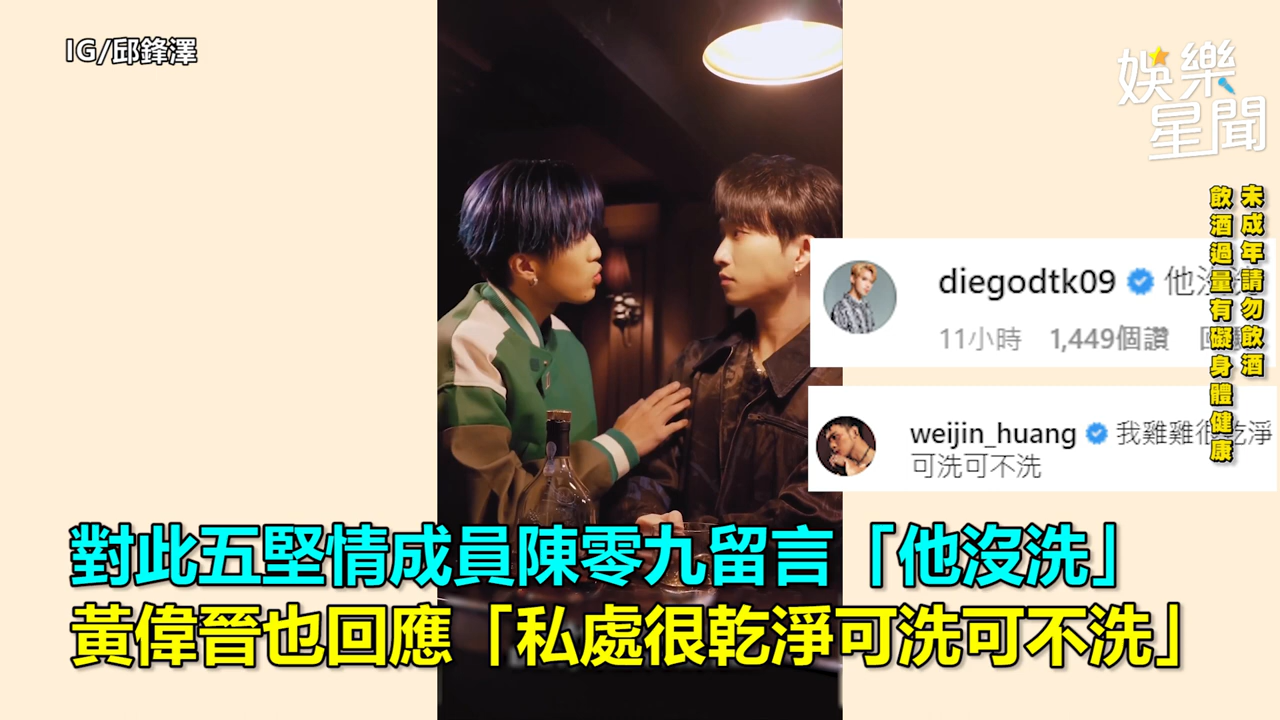 IG/邱鋒澤
娛樂
星聞
未成年請勿飲酒
飲酒過量有礙身體健康
diegodtk09 他沒洗
11小時 1,449個讚
weijin_huang 我雞雞很乾淨
可洗可不洗
對此五堅情成員陳零九留言「他沒洗」
黃偉晉也回應「私處很乾淨可洗可不洗」